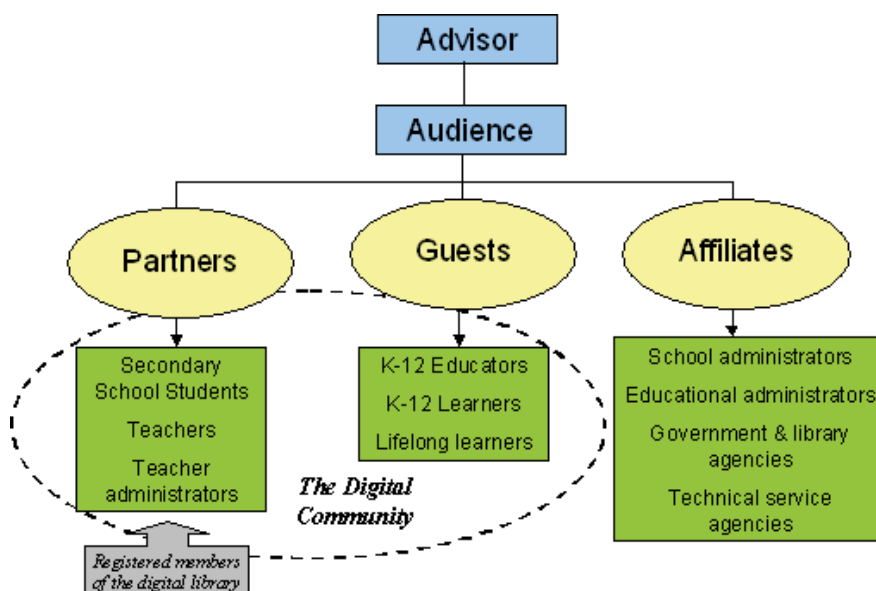 Advisor
Audience
Partners
Guests
Affiliates
Secondary
School Students
Teachers
Teacher
administrators
K-12 Educators
K-12 Learners
Lifelong learners
School administrators
Educational administrators
Government & library
agencies
Technical service
agencies
The Digital
Community
Registered members
of the digital library